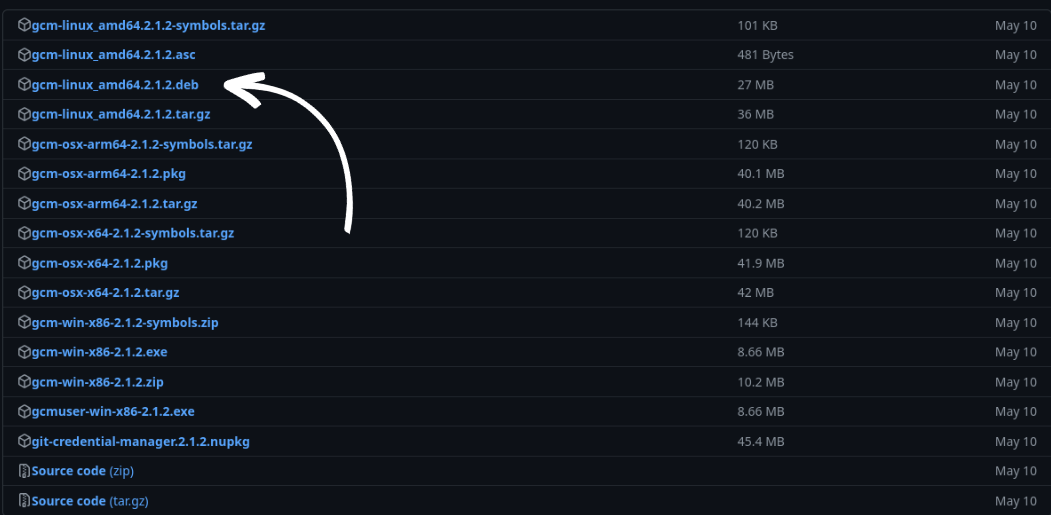 gcm-linux_amd64.2.1.2-symbols.tar.gz 101 KB May 10
gcm-linux_amd64.2.1.2.asc 481 Bytes May 10
gcm-linux_amd64.2.1.2.deb 27 MB May 10
gcm-linux_amd64.2.1.2.tar.gz 36 MB May 10
gcm-osx-arm64-2.1.2-symbols.tar.gz 120 KB May 10
gcm-osx-arm64-2.1.2.pkg 40.1 MB May 10
gcm-osx-arm64-2.1.2.tar.gz 40.2 MB May 10
gcm-osx-x64-2.1.2-symbols.tar.gz 120 KB May 10
gcm-osx-x64-2.1.2.pkg 41.9 MB May 10
gcm-osx-x64-2.1.2.tar.gz 42 MB May 10
gcm-win-x86-2.1.2-symbols.zip 144 KB May 10
gcm-win-x86-2.1.2.exe 8.66 MB May 10
gcm-win-x86-2.1.2.zip 10.2 MB May 10
gcmuser-win-x86-2.1.2.exe 8.66 MB May 10
git-credential-manager.2.1.2.nupkg 45.4 MB May 10
Source code (zip) May 10
Source code (tar.gz) May 10